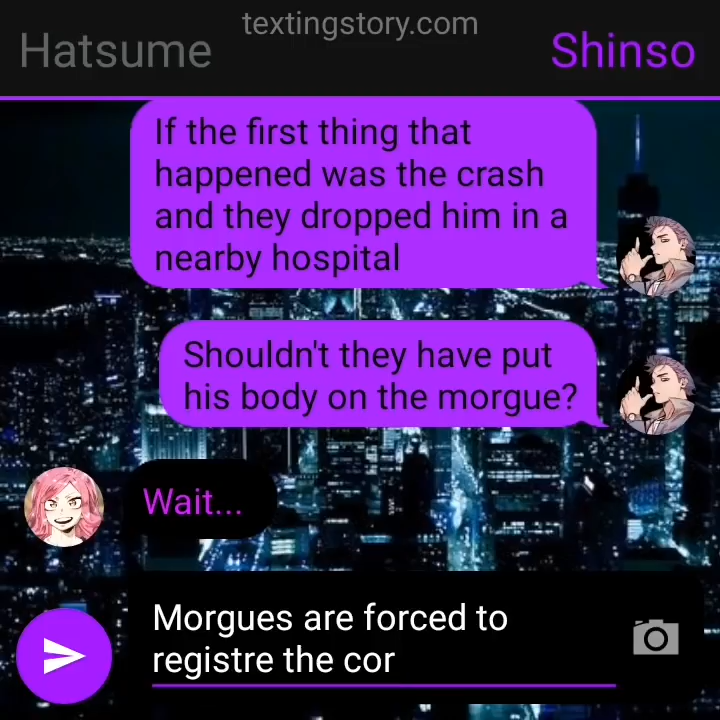 textingstory.com
Hatsume
Shinso
If the first thing that
happened was the crash
and they dropped him in a
nearby hospital
Shouldn't they have put
his body on the morgue?
Wait...
Morgues are forced to
registre the cor